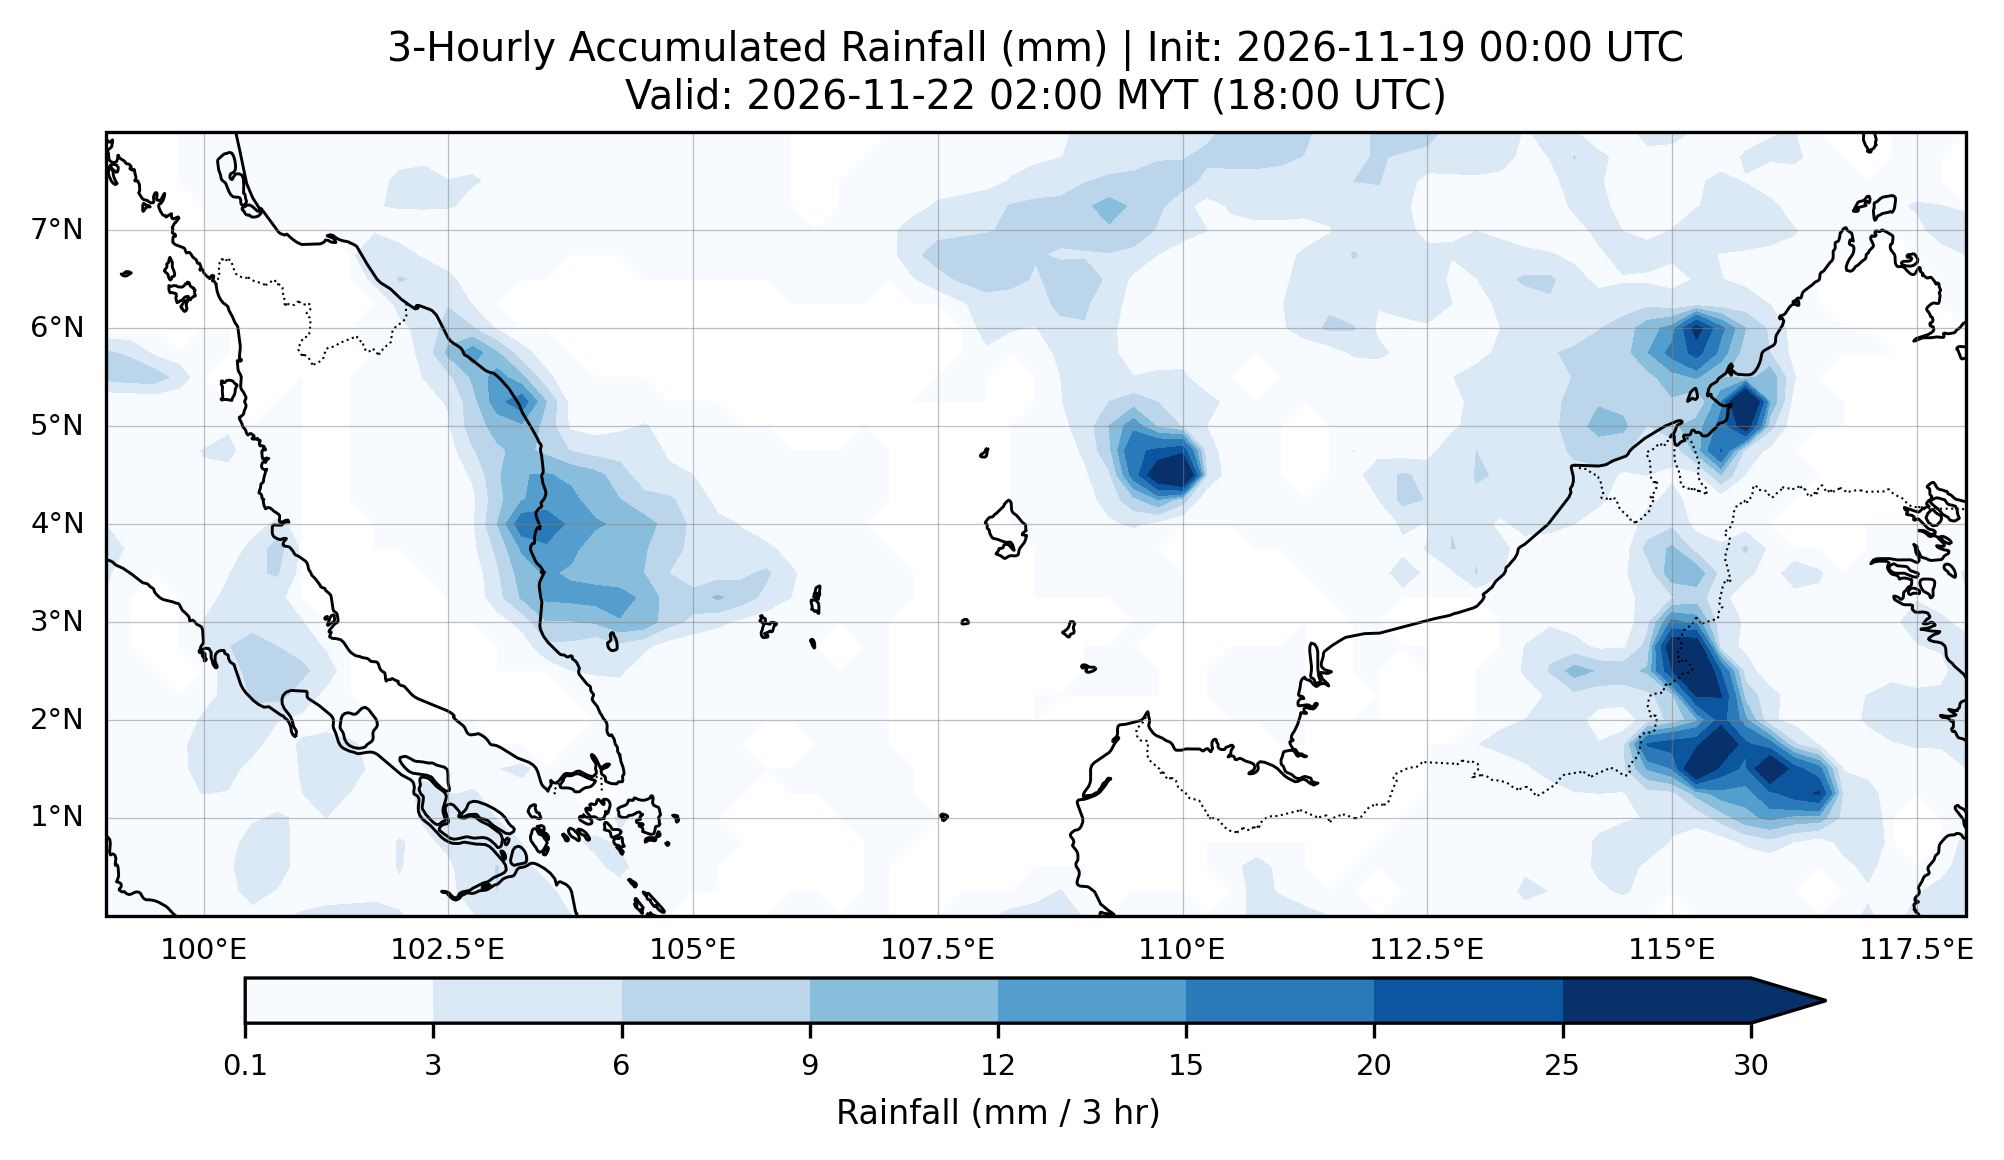 3-Hourly Accumulated Rainfall (mm) | Init: 2026-11-19 00:00 UTC
Valid: 2026-11-22 02:00 MYT (18:00 UTC)
7°N
6°N
5°N
4°N
3°N
2°N
1°N
100°E 102.5°E 105°E 107.5°E 110°E 112.5°E 115°E 117.5°E
0.1 3 6 9 12 15 20 25 30
Rainfall (mm / 3 hr)